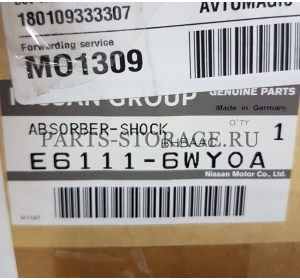 180109333307
AVTOMAGIC
Forwarding service
MO1309
NISSAN GROUP GENUINE PARTS
Made in Germany
ABSORBER-SHOCK
Q'TY
1
PARTS-STORAGE.RU
E6111-6WY0A
Nissan Motor Co., Ltd.